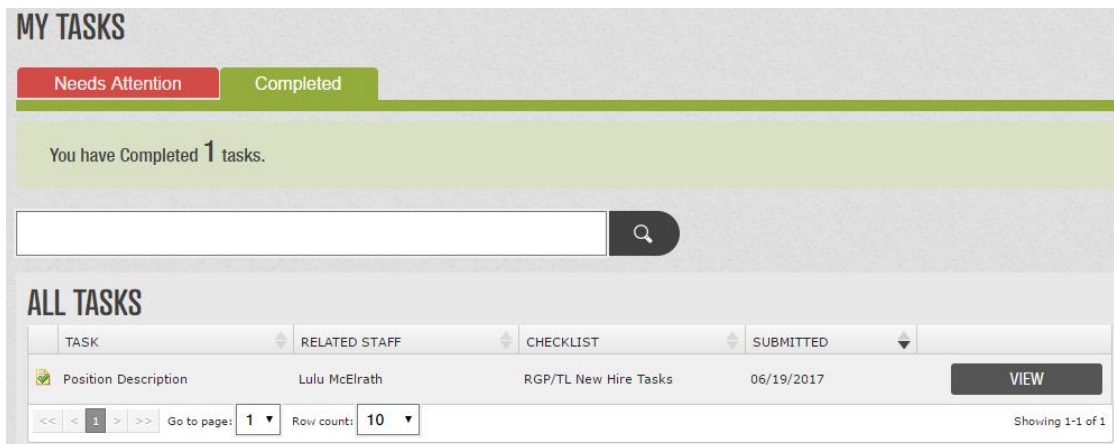 MY TASKS
Needs Attention Completed
You have Completed 1 tasks.
ALL TASKS
TASK RELATED STAFF CHECKLIST SUBMITTED
Position Description Lulu McElrath RGP/TL New Hire Tasks 06/19/2017 VIEW
<< < 1 > >> Go to page: 1 ▼ Row count: 10 ▼ Showing 1-1 of 1